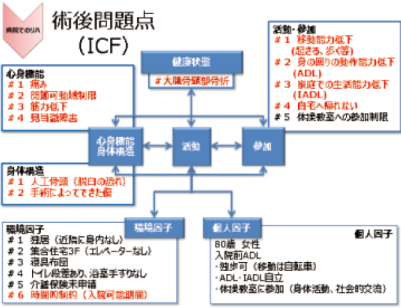 病院でのリハ
術後問題点
(ICF)
健康状態
#大腿骨頸部骨折
活動・参加
#1 移動能力低下
(起きる、歩く等)
#2 身の回りの動作能力低下
(ADL)
#3 家庭での生活能力低下
(IADL)
#4 自宅へ帰れない
#5 体操教室への参加制限
心身機能
#1 痛み
#2 関節可動域制限
#3 筋力低下
#4 見当識障害
心身機能
身体構造
活動
参加
身体構造
#1 人工骨頭(脱臼の恐れ)
#2 手術によってできた傷
環境因子
個人因子
環境因子
#1 独居(近隣に身内なし)
#2 集合住宅3F(エレベーターなし)
#3 寝具布団
#4 トイレ段差あり、浴室手すりなし
#5 介護保険未申請
#6 時間的制約(入院可能期間)
個人因子
80歳 女性
入院前ADL
・独歩可(移動は自転車)
・ADL・IADL自立
・体操教室に参加(身体活動、社会的交流)